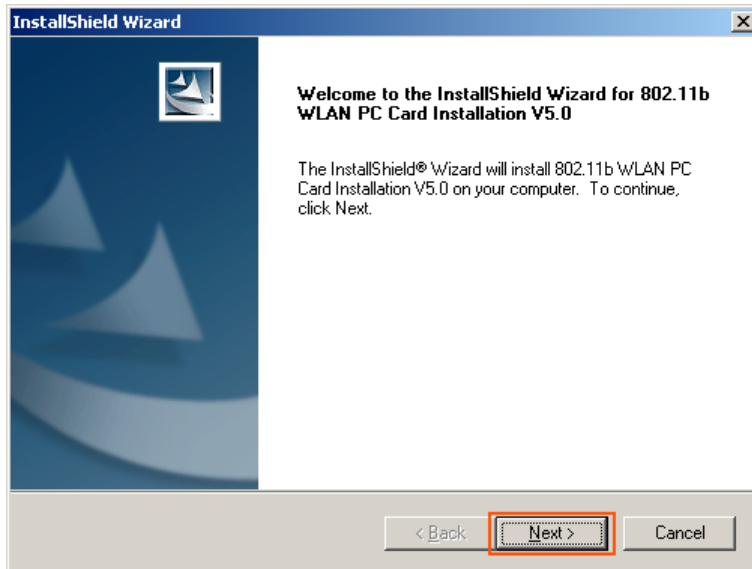 InstallShield Wizard
Welcome to the InstallShield Wizard for 802.11b
WLAN PC Card Installation V5.0
The InstallShield® Wizard will install 802.11b WLAN PC
Card Installation V5.0 on your computer. To continue,
click Next.
< Back
Next >
Cancel